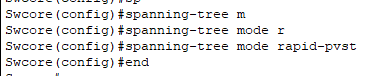 Swcore(config)#sp
Swcore(config)#spanning-tree m
Swcore(config)#spanning-tree mode r
Swcore(config)#spanning-tree mode rapid-pvst
Swcore(config)#end